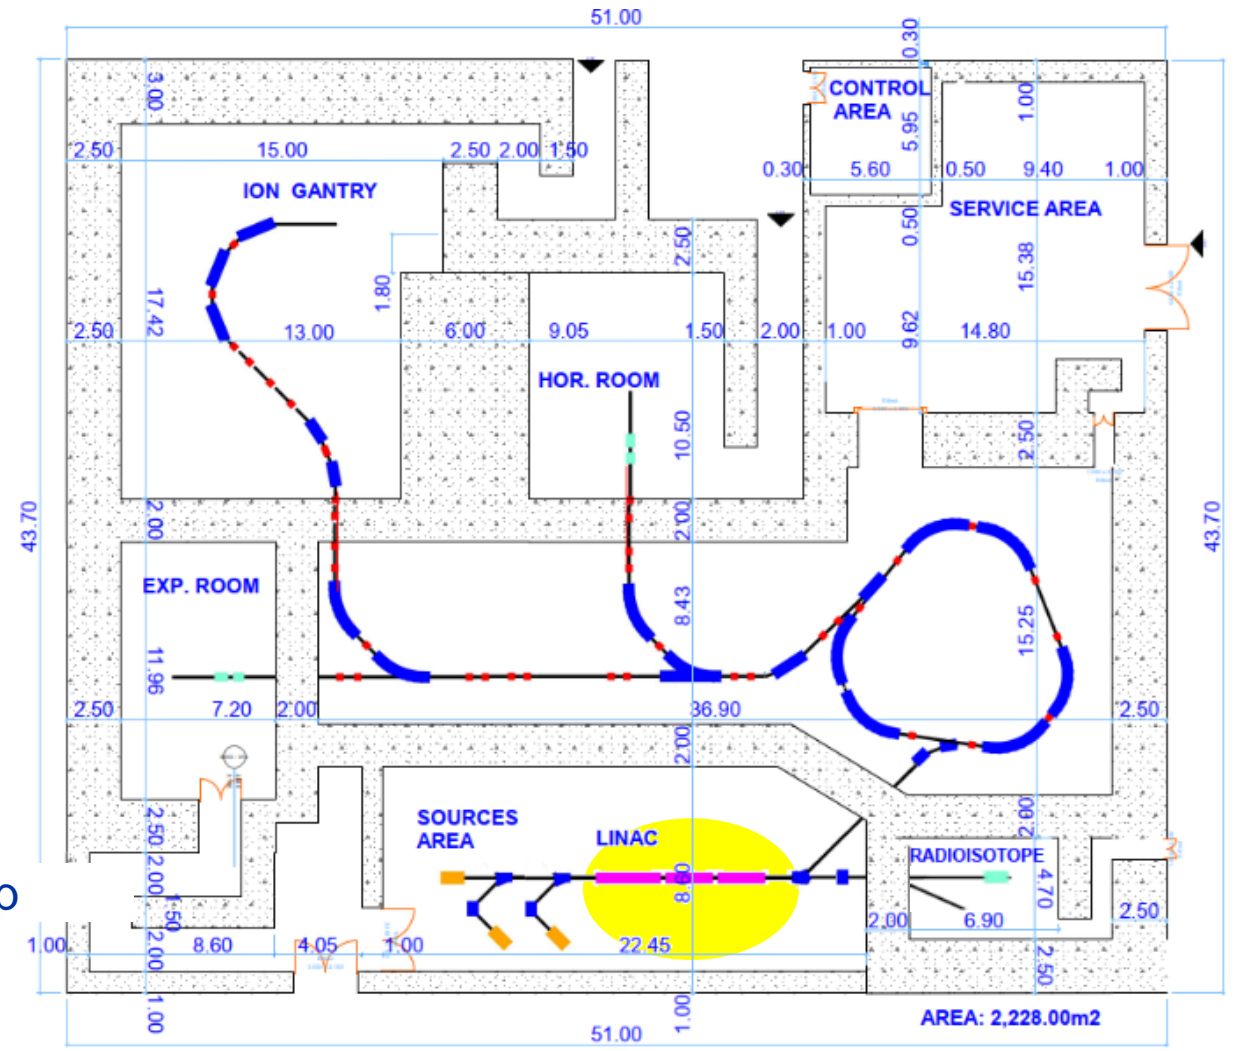 51.00
0.30
CONTROL
AREA
3.00
1.00
5.95
2.50 15.00 2.50 2.00 1.50
0.30 5.60 0.50 9.40 1.00
ION GANTRY
SERVICE AREA
0.50
2.50
15.38
1.80
17.42
9.62
2.50 13.00 6.00 9.05 1.50 2.00 1.00 14.80
HOR. ROOM
10.50
2.50
43.70
2.00
2.00
43.70
EXP. ROOM
8.43
15.25
11.96
2.50 7.20 2.00 36.90 2.50
2.00
SOURCES
AREA
LINAC
2.50
2.00
RADIOISOTOPE
2.00
8.60
4.70
p
1.50
2.00 6.90 2.50
1.00 8.60 4.05 1.00 22.45
2.00
2.50
1.00
1.00
AREA: 2,228.00m2
51.00